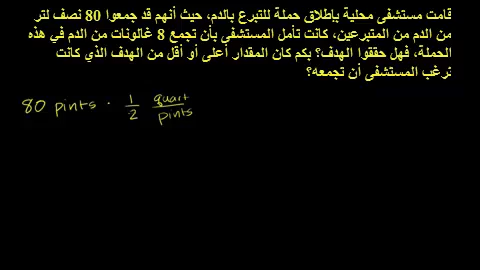 قامت مستشفى محلية بإطلاق حملة للتبرع بالدم، حيث أنهم قد جمعوا 80 نصف لتر
من الدم من المتبرعين، كانت تأمل المستشفى بأن تجمع 8 غالونات من الدم في هذه
الحملة، فهل حققوا الهدف؟ بكم كان المقدار أعلى أو أقل من الهدف الذي كانت
ترغب المستشفى أن تجمعه؟
80 pints · 1/2 quart/pints